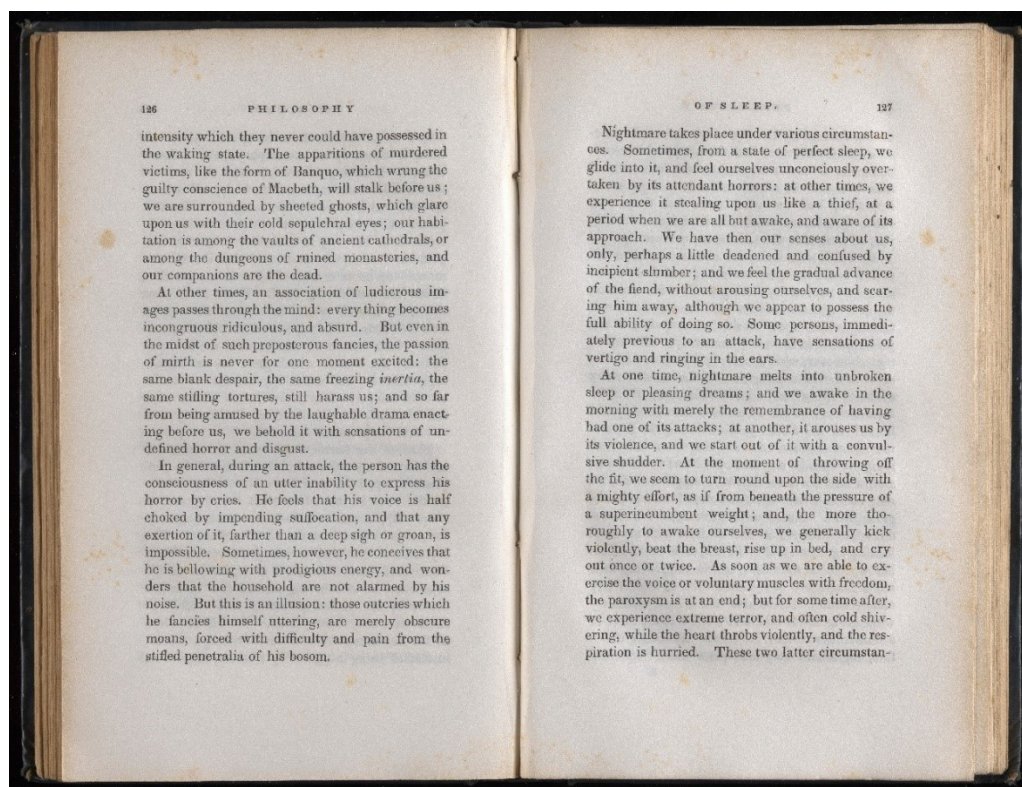 126 PHILOSOPHY
intensity which they never could have possessed in
the waking state. The apparitions of murdered
victims, like the form of Banquo, which wrung the
guilty conscience of Macbeth, will stalk before us ;
we are surrounded by sheeted ghosts, which glare
upon us with their cold sepulchral eyes ; our habi-
tation is among the vaults of ancient cathedrals, or
among the dungeons of ruined monasteries, and
our companions are the dead.
At other times, an association of ludicrous im-
ages passes through the mind : every thing becomes
incongruous ridiculous, and absurd. But even in
the midst of such preposterous fancies, the passion
of mirth is never for one moment excited : the
same blank despair, the same freezing inertia, the
same stifling tortures, still harass us ; and so far
from being amused by the laughable drama enact-
ing before us, we behold it with sensations of un-
defined horror and disgust.
In general, during an attack, the person has the
consciousness of an utter inability to express his
horror by cries. He feels that his voice is half
choked by impending suffocation, and that any
exertion of it, farther than a deep sigh or groan, is
impossible. Sometimes, however, he conceives that
he is bellowing with prodigious energy, and won-
ders that the household are not alarmed by his
noise. But this is an illusion : those outcries which
he fancies himself uttering, are merely obscure
moans, forced with difficulty and pain from the
stifled penetralia of his bosom.
OF SLEEP. 127
Nightmare takes place under various circumstan-
ces. Sometimes, from a state of perfect sleep, we
glide into it, and feel ourselves unconciously over-
taken by its attendant horrors : at other times, we
experience it stealing upon us like a thief, at a
period when we are all but awake, and aware of its
approach. We have then our senses about us,
only, perhaps a little deadened and confused by
incipient slumber ; and we feel the gradual advance
of the fiend, without arousing ourselves, and scar-
ing him away, although we appear to possess the
full ability of doing so. Some persons, immedi-
ately previous to an attack, have sensations of
vertigo and ringing in the ears.
At one time, nightmare melts into unbroken
sleep or pleasing dreams ; and we awake in the
morning with merely the remembrance of having
had one of its attacks ; at another, it arouses us by
its violence, and we start out of it with a convul-
sive shudder. At the moment of throwing off
the fit, we seem to turn round upon the side with
a mighty effort, as if from beneath the pressure of
a superincumbent weight ; and, the more tho-
roughly to awake ourselves, we generally kick
violently, beat the breast, rise up in bed, and cry
out once or twice. As soon as we are able to ex-
ercise the voice or voluntary muscles with freedom,
the paroxysm is at an end ; but for some time after,
we experience extreme terror, and often cold shiv-
ering, while the heart throbs violently, and the res-
piration is hurried. These two latter circumstan-